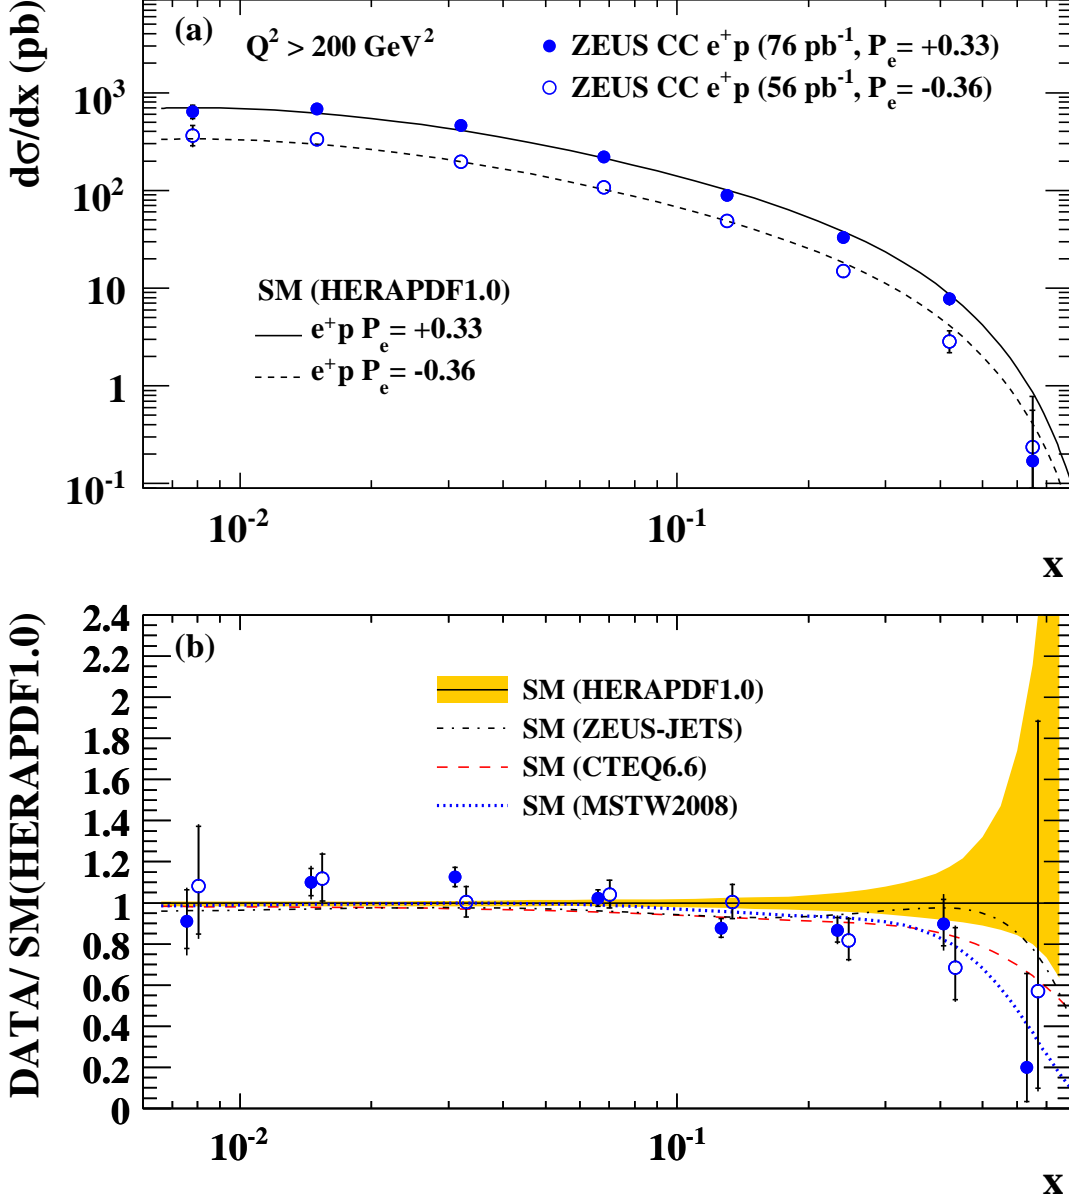 (a)
Q² > 200 GeV²
ZEUS CC e⁺p (76 pb⁻¹, Pₑ= +0.33)
ZEUS CC e⁺p (56 pb⁻¹, Pₑ= -0.36)
dσ/dx (pb)
10³
10²
10
1
10⁻¹
SM (HERAPDF1.0)
e⁺p Pₑ= +0.33
e⁺p Pₑ= -0.36
10⁻² 10⁻¹
x
(b)
DATA/ SM(HERAPDF1.0)
2.4
2.2
2
1.8
1.6
1.4
1.2
1
0.8
0.6
0.4
0.2
0
SM (HERAPDF1.0)
SM (ZEUS-JETS)
SM (CTEQ6.6)
SM (MSTW2008)
10⁻² 10⁻¹
x